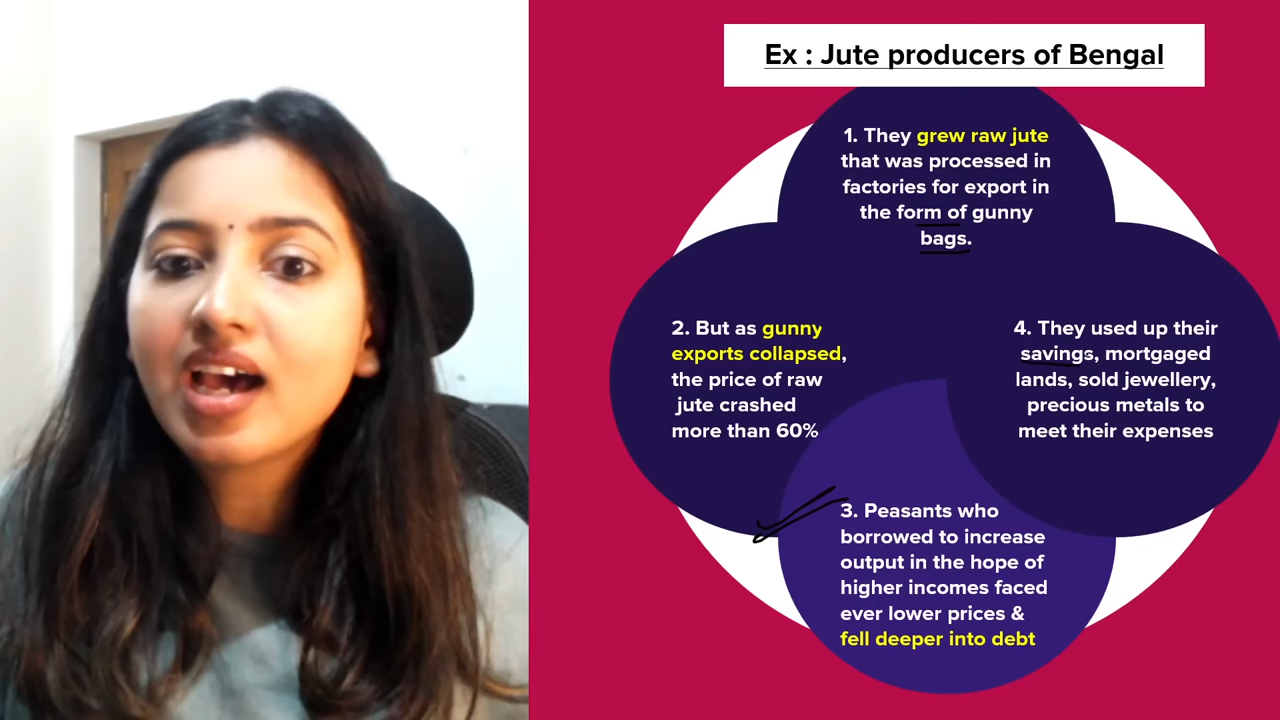 Ex : Jute producers of Bengal
1. They grew raw jute
that was processed in
factories for export in
the form of gunny
bags.
2. But as gunny
exports collapsed,
the price of raw
jute crashed
more than 60%
3. Peasants who
borrowed to increase
output in the hope of
higher incomes faced
ever lower prices &
fell deeper into debt
4. They used up their
savings, mortgaged
lands, sold jewellery,
precious metals to
meet their expenses